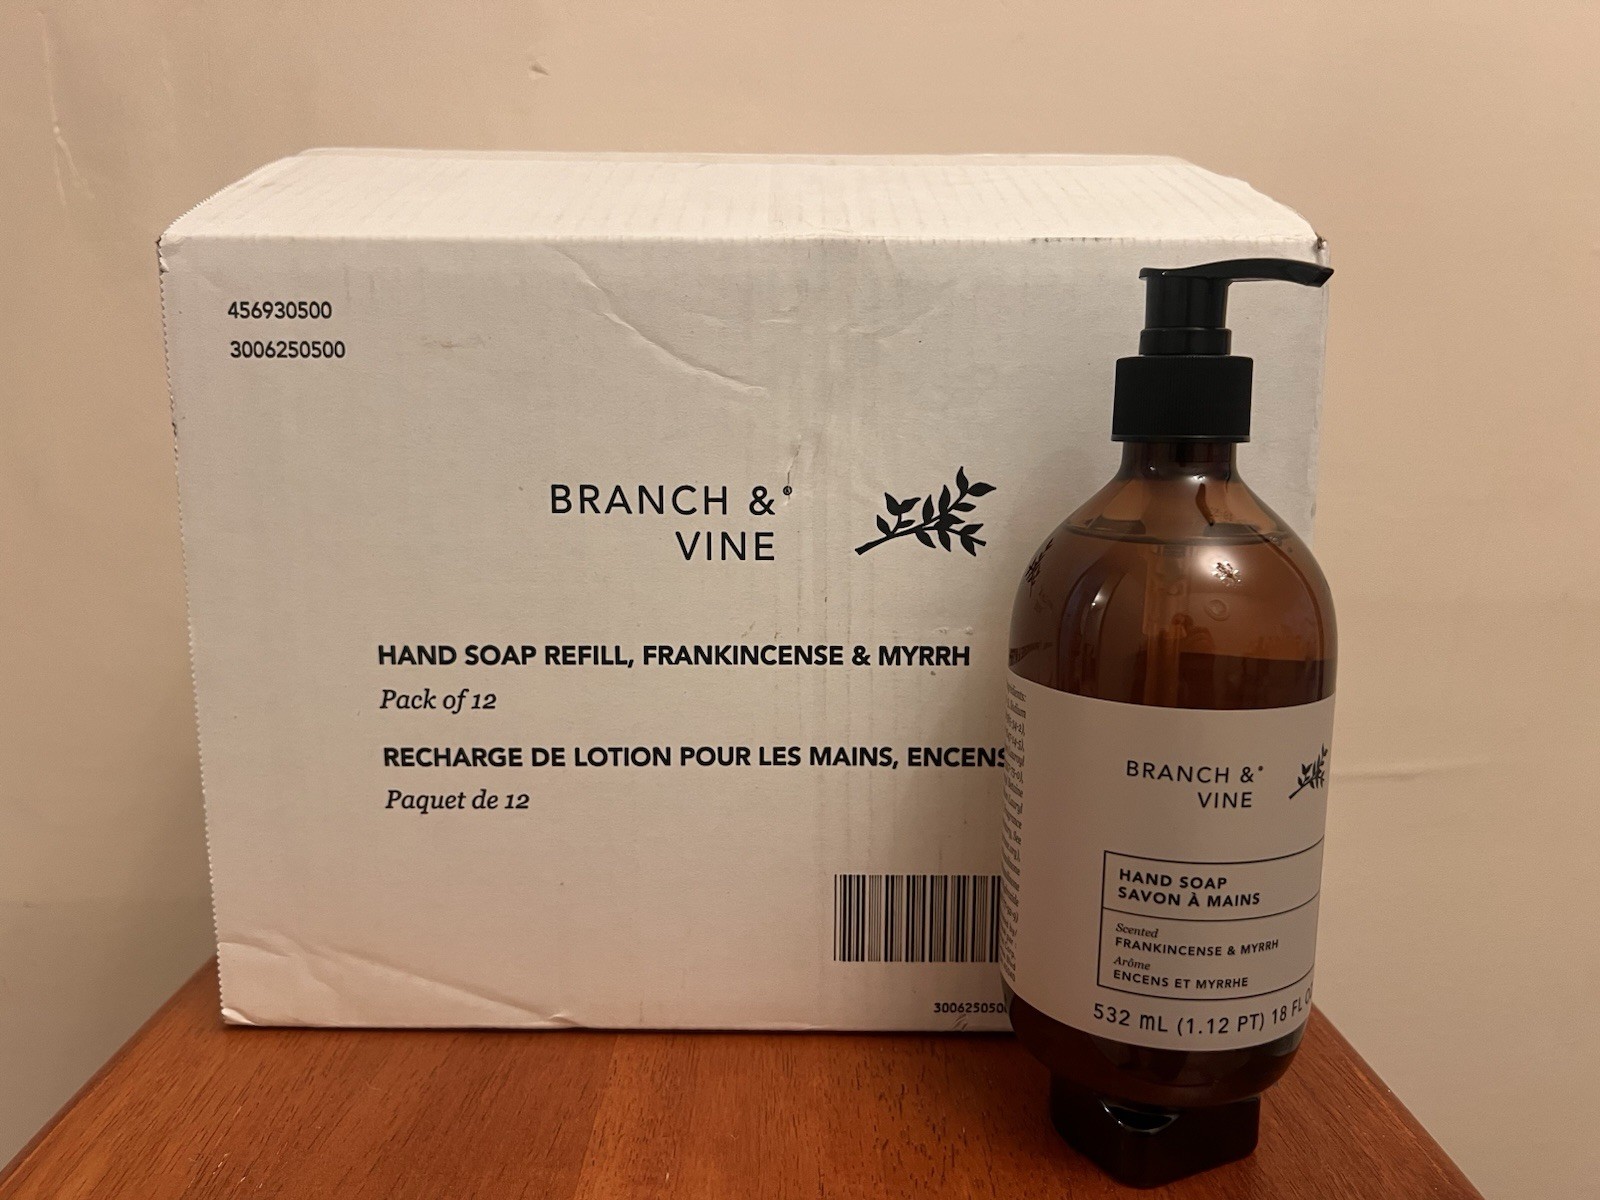 456930500
3006250500
BRANCH &®
VINE
HAND SOAP REFILL, FRANKINCENSE & MYRRH
Pack of 12
RECHARGE DE LOTION POUR LES MAINS, ENCENS
Paquet de 12
300625050
BRANCH &®
VINE
HAND SOAP
SAVON À MAINS
Scented
FRANKINCENSE & MYRRH
Arôme
ENCENS ET MYRRHE
532 mL (1.12 PT) 18 FL